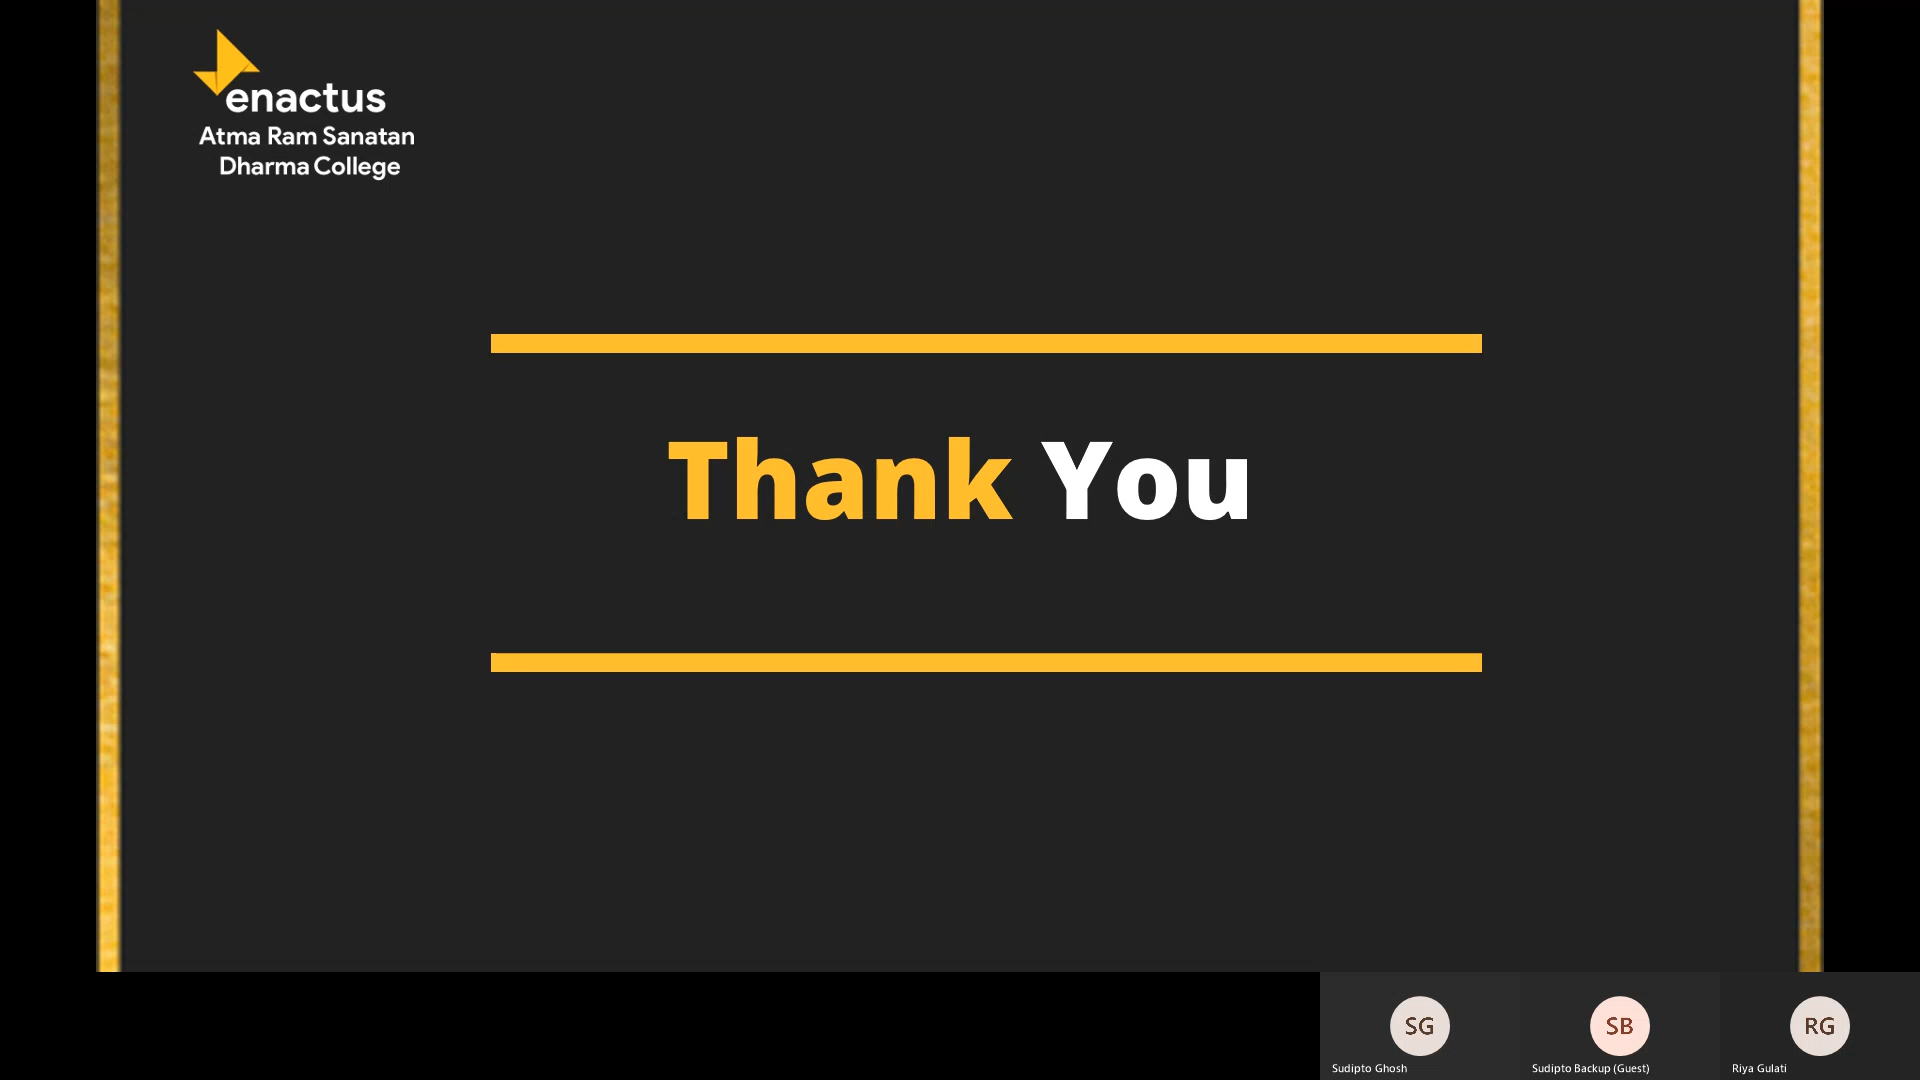 enactus
Atma Ram Sanatan
Dharma College
Thank You
SG
SB
RG
Sudipto Ghosh
Sudipto Backup (Guest)
Riya Gulati